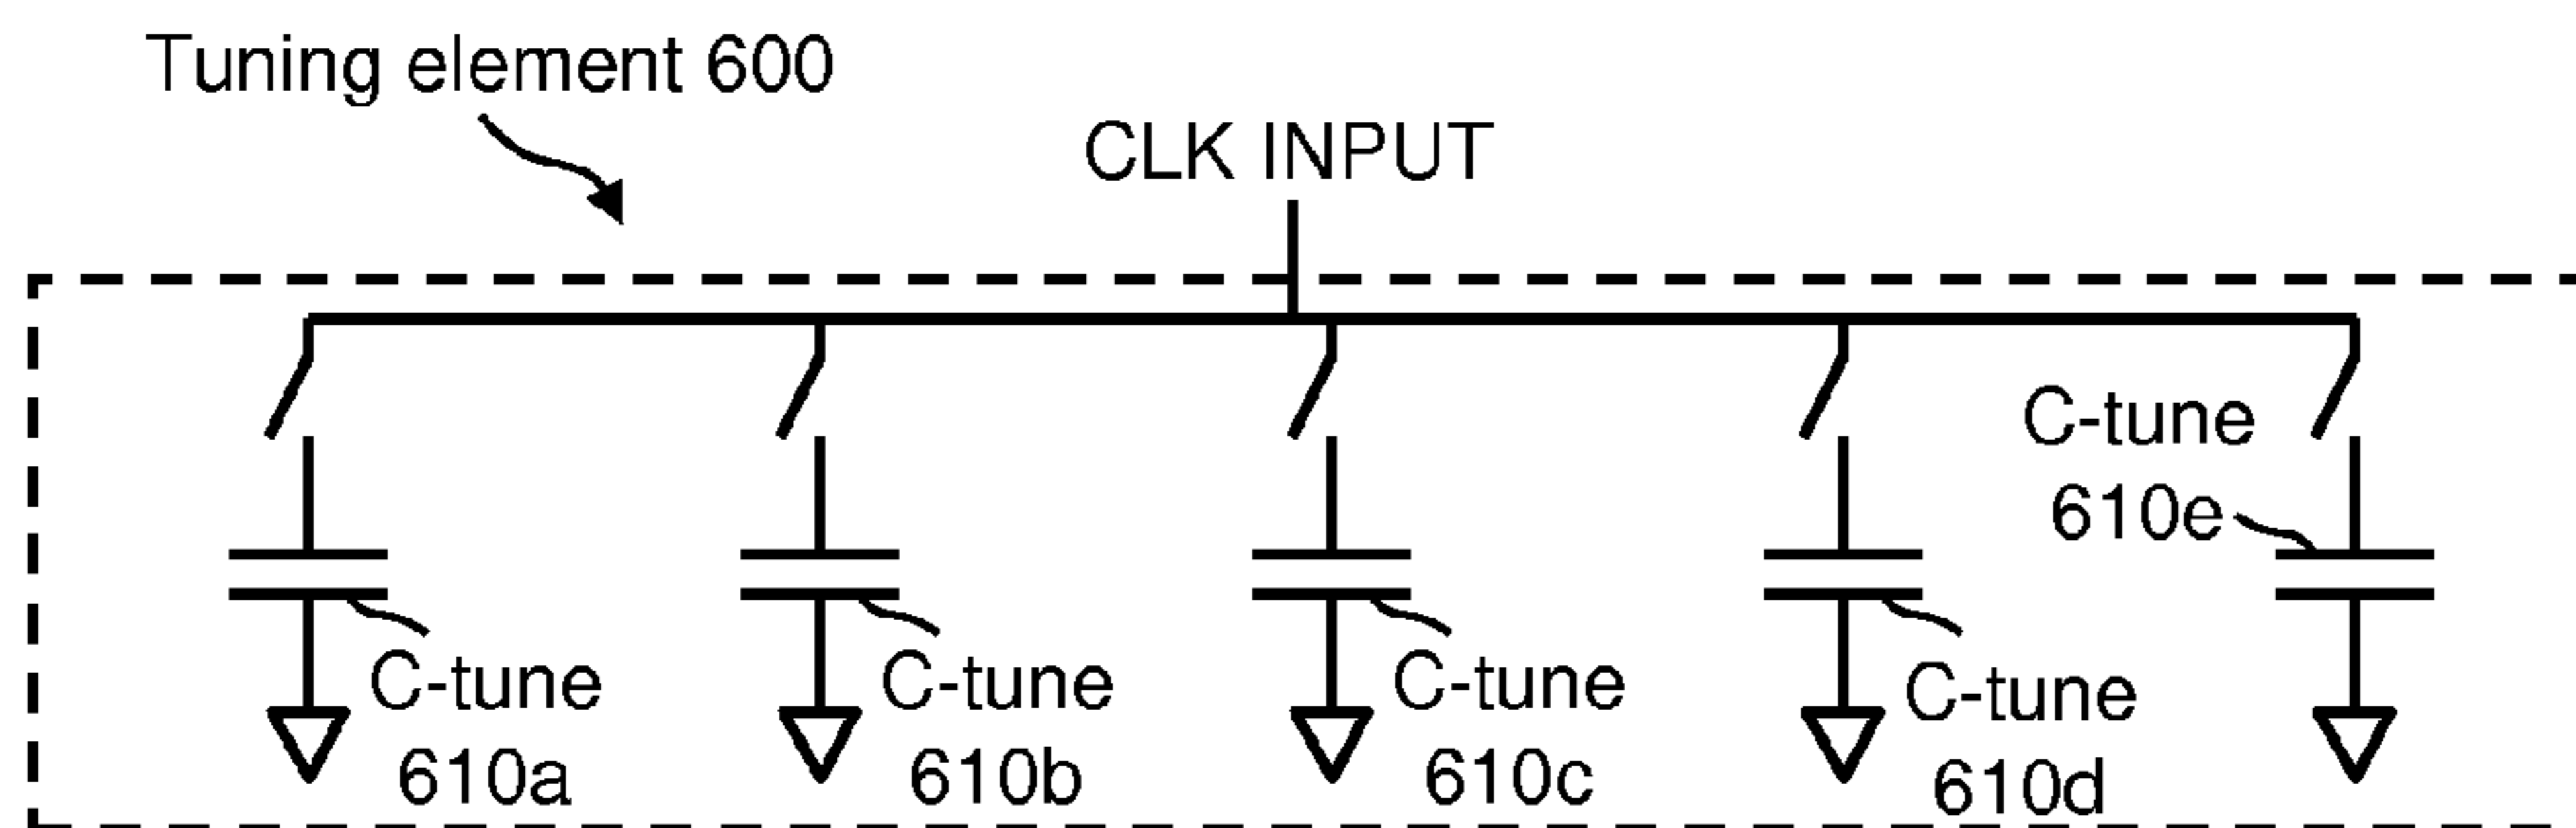 Tuning element 600
CLK INPUT
C-tune
610e
C-tune
610a
C-tune
610b
C-tune
610c
C-tune
610d